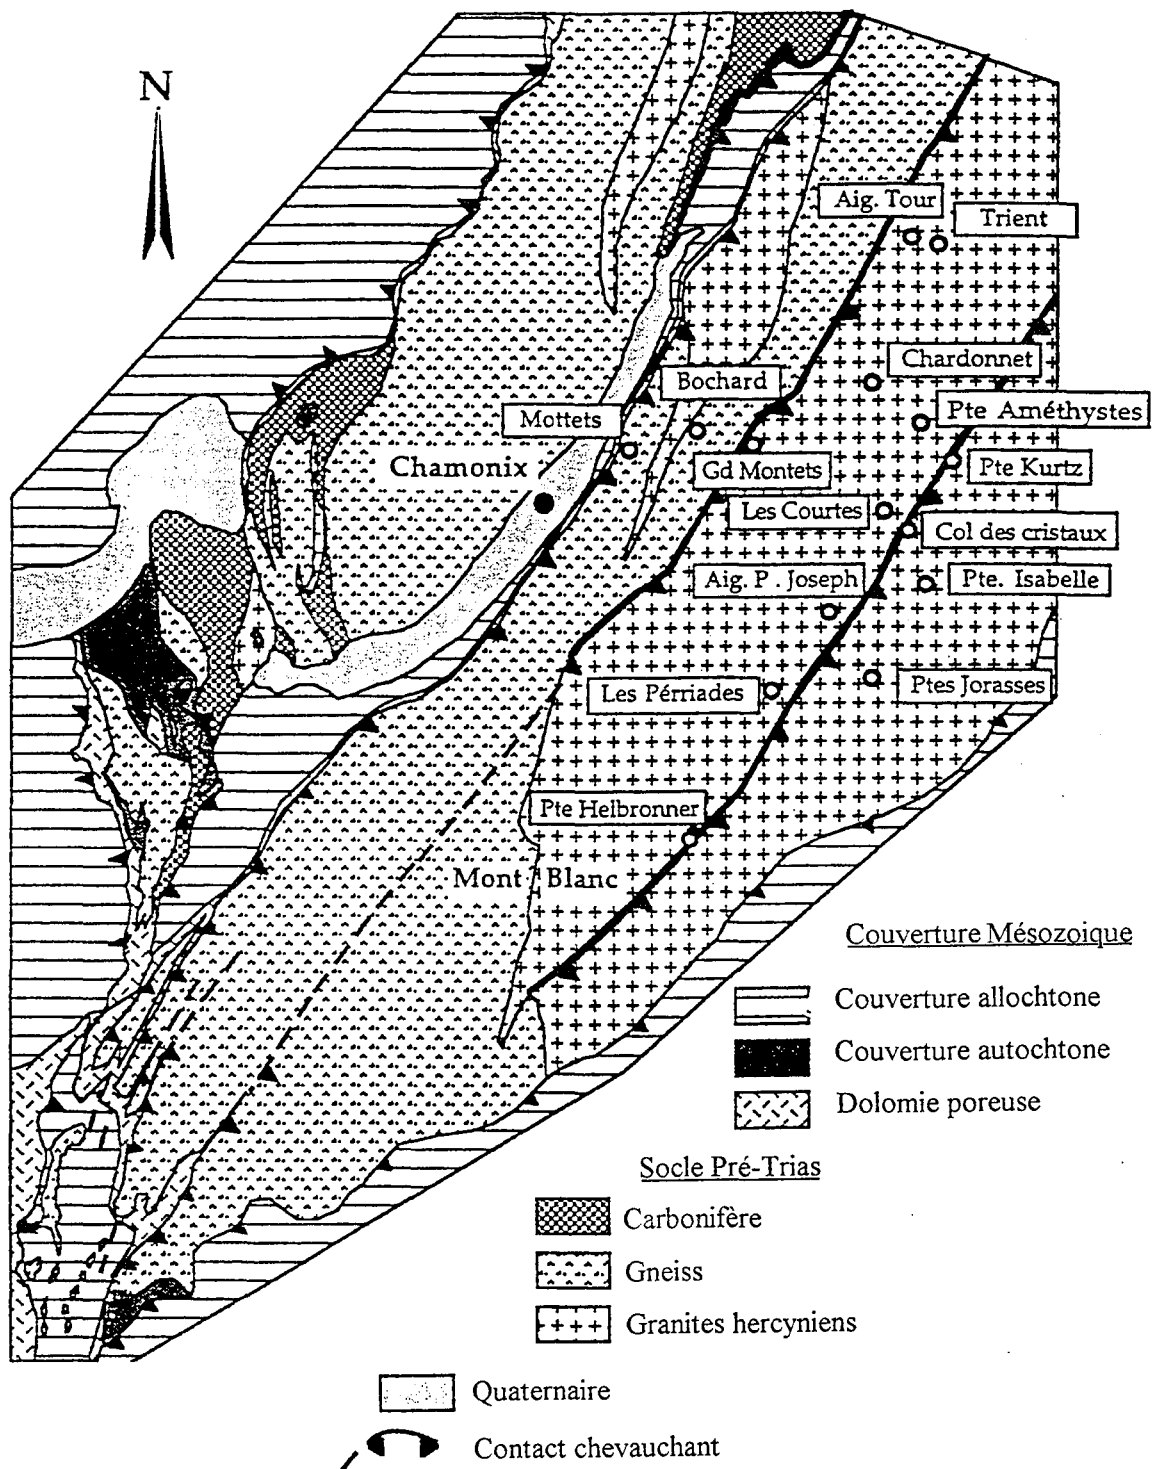 N
Aig. Tour
Trient
Chardonnet
Bochard
Pte Améthystes
Mottets
Chamonix
Gd Montets
Pte Kurtz
Les Courtes
Col des cristaux
Aig. P . Joseph
Pte. Isabelle
Les Pérriades
Ptes Jorasses
Pte Helbronner
Mont Blanc
Couverture Mésozoique
Couverture allochtone
Couverture autochtone
Dolomie poreuse
Socle Pré-Trias
Carbonifère
Gneiss
Granites hercyniens
Quaternaire
Contact chevauchant